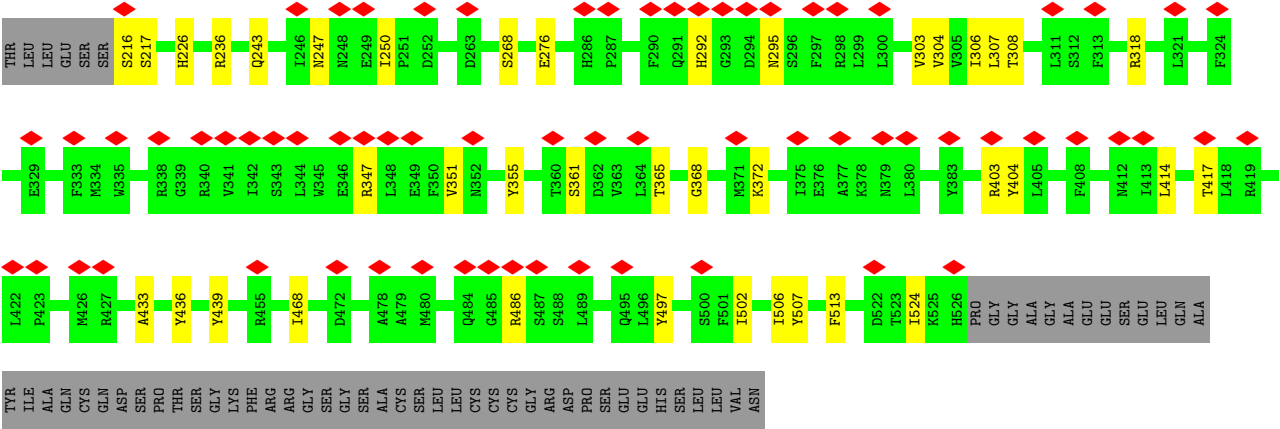 THR LEU LEU GLU SER SER S216 S217 H226 R236 Q243 I246 N247 N248 E249 I250 P251 D252 D263 S268 E276 H286 P287 F290 Q291 H292 G293 D294 N295 S296 F297 R298 L299 L300 V303 V304 V305 I306 L307 T308 L311 S312 F313 R318 L321 F324
E329 F333 M334 W335 R338 G339 R340 V341 I342 S343 L344 W345 E346 R347 L348 E349 F350 V351 N352 Y355 T360 S361 D362 V363 L364 T365 G368 M371 K372 I375 E376 A377 K378 N379 L380 Y383 R403 Y404 L405 F408 N412 I413 L414 T417 L418 R419
L422 P423 M426 R427 A433 Y436 Y439 R455 I468 D472 A478 A479 M480 Q484 G485 R486 S487 S488 L489 Q495 L496 Y497 S500 F501 I502 I506 Y507 F513 D522 T523 I524 K525 H526 PRO GLY GLY ALA GLY ALA GLU GLU SER GLU LEU GLN ALA
TYR ILE ALA GLN CYS GLN ASP SER PRO THR SER GLY LYS PHE ARG ARG GLY SER GLY SER ALA CYS SER LEU LEU CYS CYS CYS GLY ARG ASP PRO SER GLU GLU HIS SER LEU LEU VAL ASN